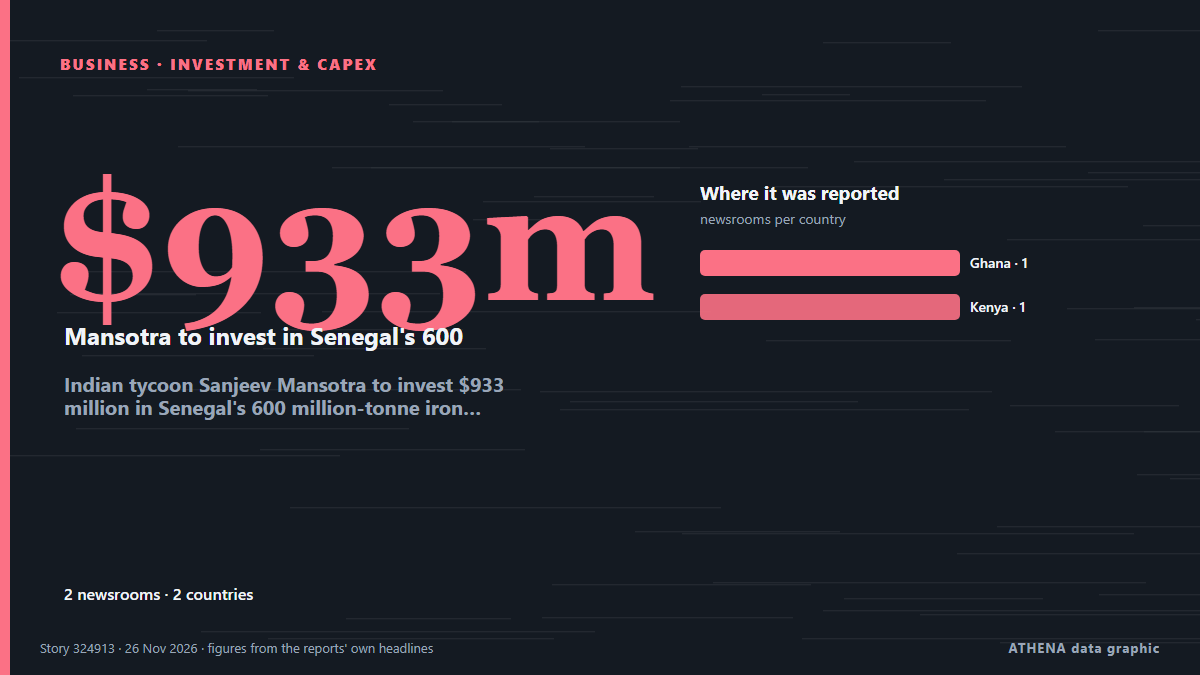 BUSINESS · INVESTMENT & CAPEX
$933m
Mansotra to invest in Senegal's 600
Indian tycoon Sanjeev Mansotra to invest $933
million in Senegal's 600 million-tonne iron...
Where it was reported
newsrooms per country
Ghana · 1
Kenya · 1
2 newsrooms · 2 countries
Story 324913 · 26 Nov 2026 · figures from the reports' own headlines
ATHENA data graphic